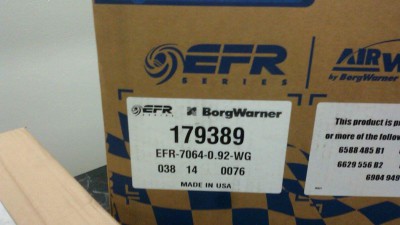 EFR
SERIES
AIRW
by BorgWarner
EFR
SERIES
BorgWarner
179389
EFR-7064-0.92-WG
038 14 0076
MADE IN USA
This product is p
or more of the follow
6588 485 B1
6629 556 B2
6904 949